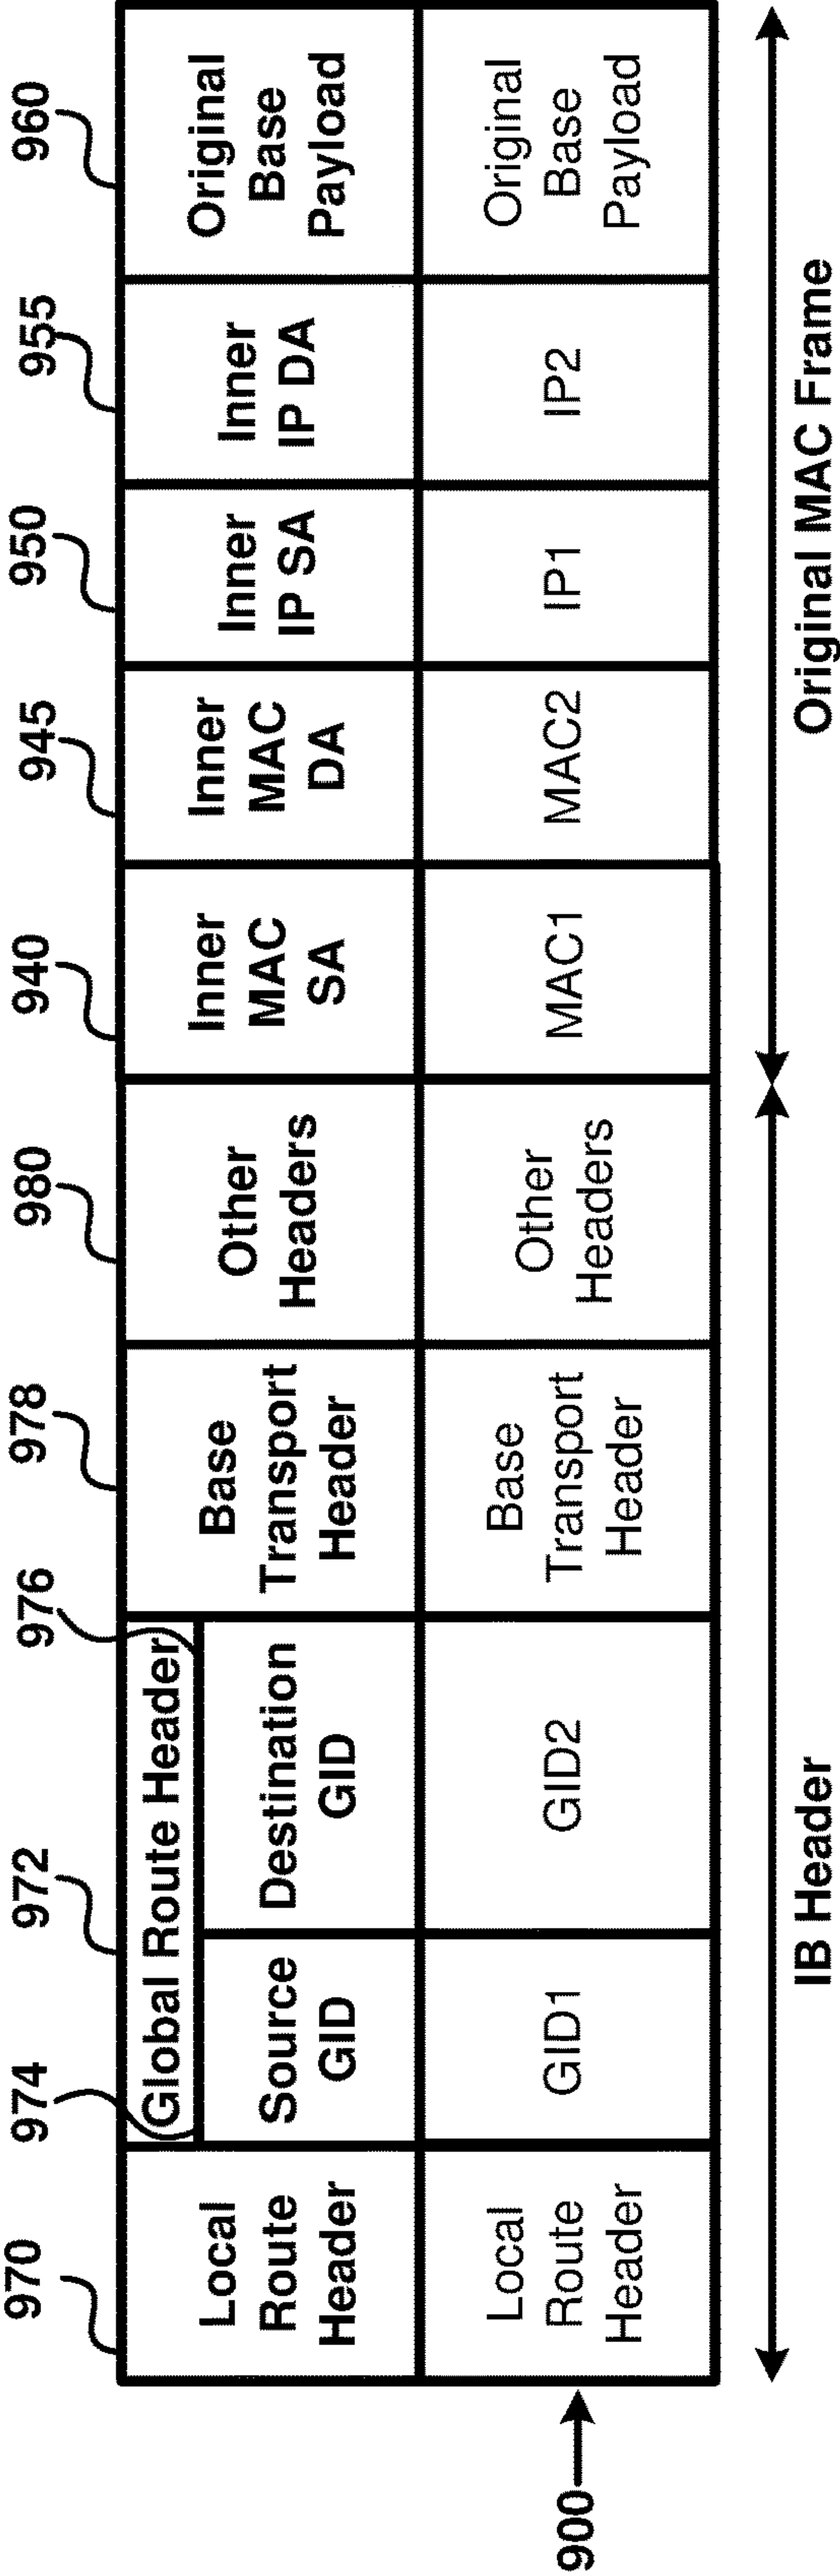 970
974
972
976
978
980
940
945
950
955
960
Global Route Header
Local
Route
Header
Source
GID
Destination
GID
Base
Transport
Header
Other
Headers
Inner
MAC
SA
Inner
MAC
DA
Inner
IP SA
Inner
IP DA
Original
Base
Payload
900
Local
Route
Header
GID1
GID2
Base
Transport
Header
Other
Headers
MAC1
MAC2
IP1
IP2
Original
Base
Payload
IB Header
Original MAC Frame